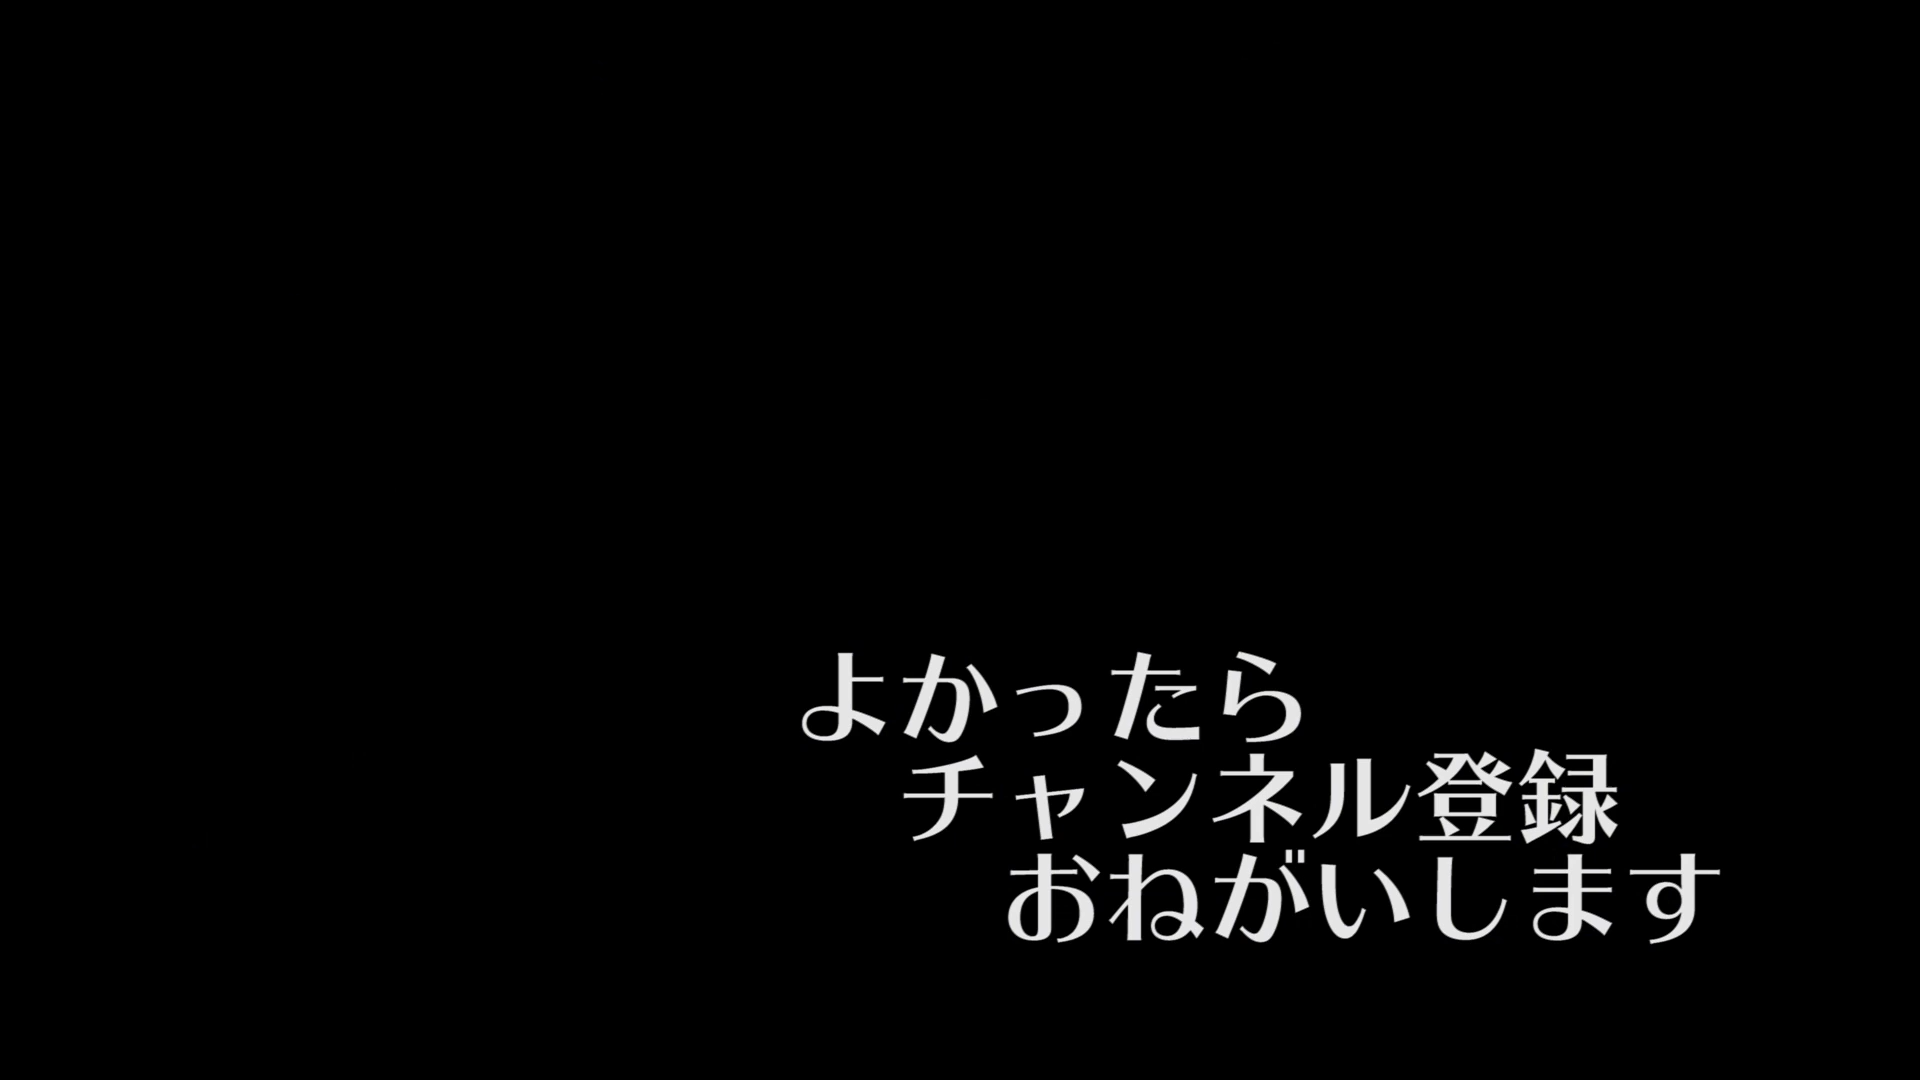 よかったら
チャンネル登録
おねがいします